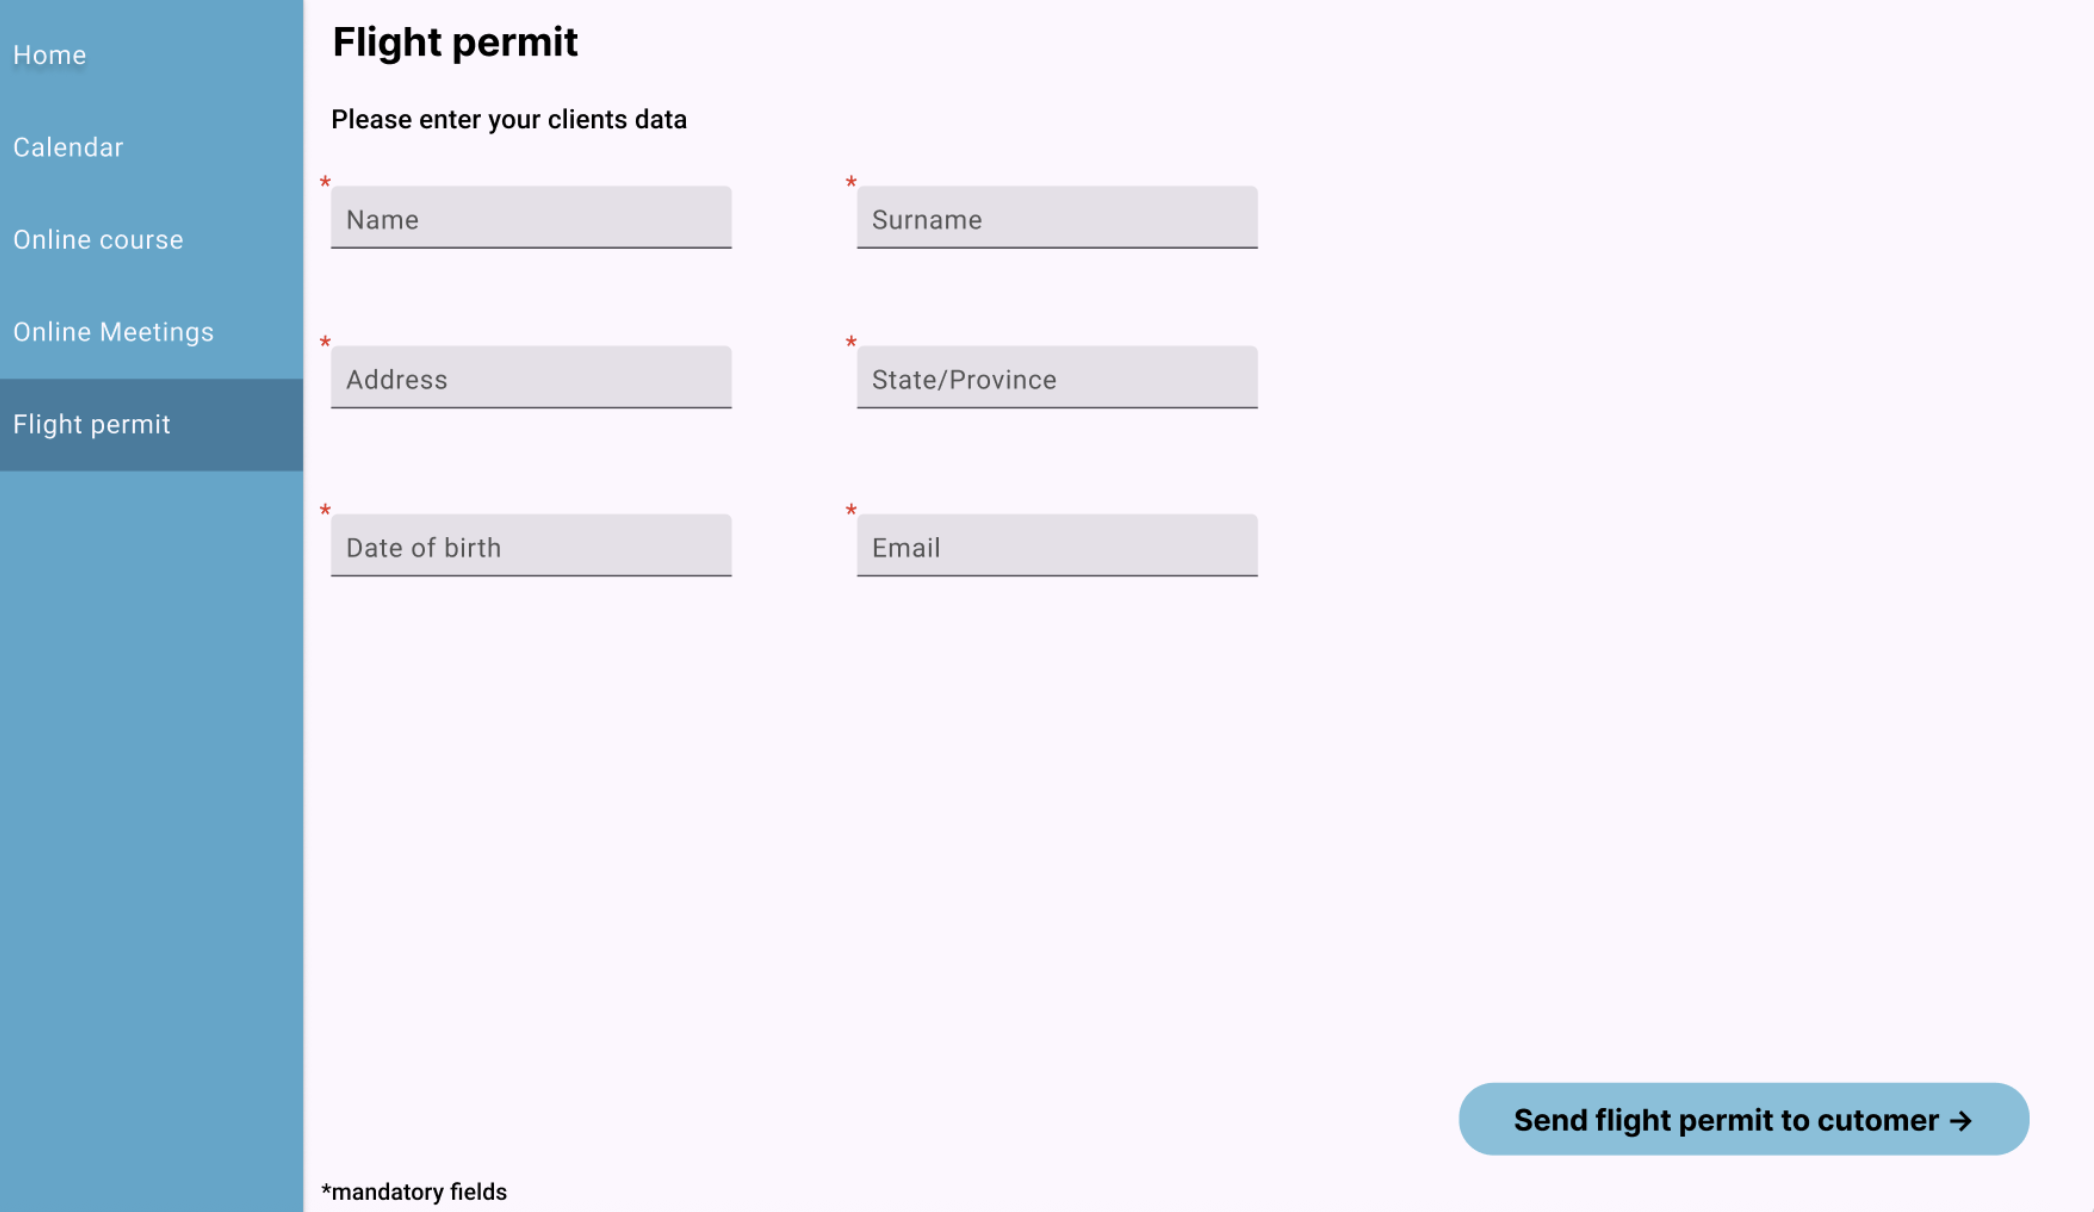 Home
Calendar
Online course
Online Meetings
Flight permit
Flight permit
Please enter your clients data
* Name
* Surname
* Address
* State/Province
* Date of birth
* Email
Send flight permit to cutomer →
*mandatory fields